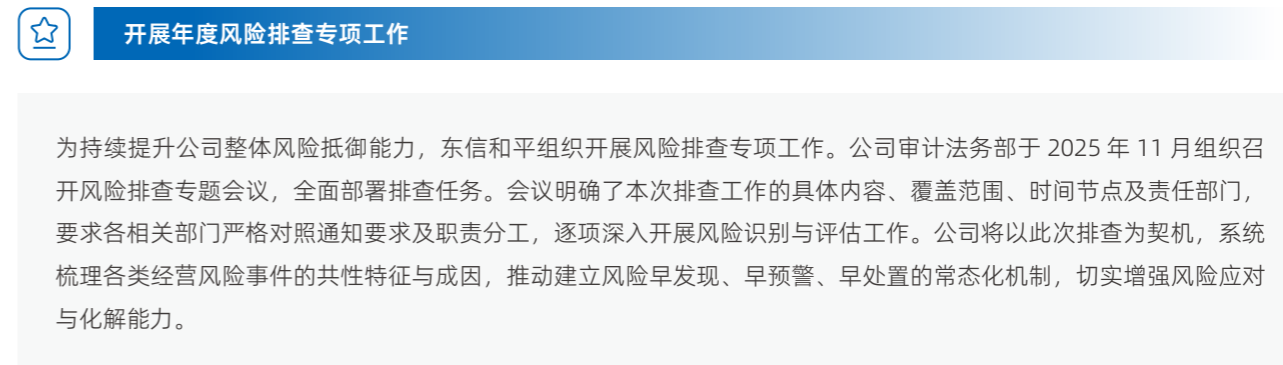 开展年度风险排查专项工作
为持续提升公司整体风险抵御能力，东信和平组织开展风险排查专项工作。公司审计法务部于 2025 年 11 月组织召
开风险排查专题会议，全面部署排查任务。会议明确了本次排查工作的具体内容、覆盖范围、时间节点及责任部门，
要求各相关部门严格对照通知要求及职责分工，逐项深入开展风险识别与评估工作。公司将以此次排查为契机，系统
梳理各类经营风险事件的共性特征与成因，推动建立风险早发现、早预警、早处置的常态化机制，切实增强风险应对
与化解能力。